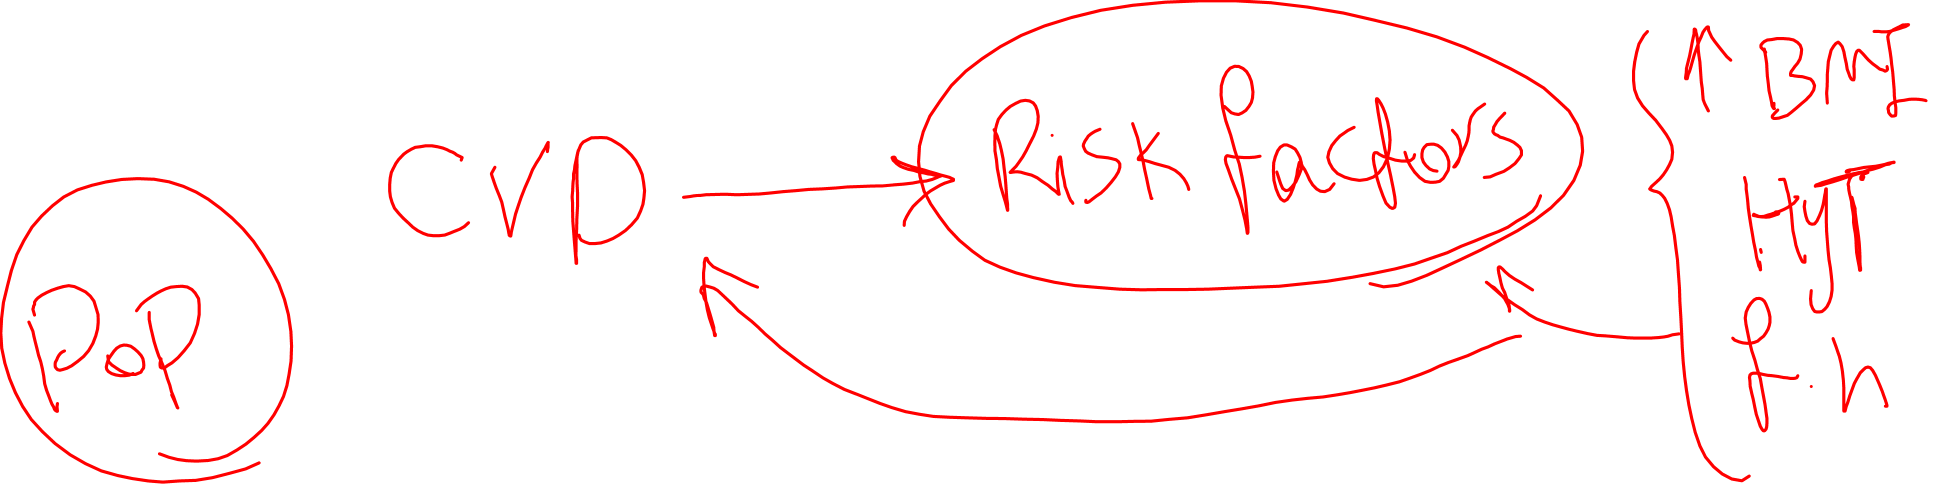 ↑ BMI
CVD → Risk factors
HyT
PoP
f.h